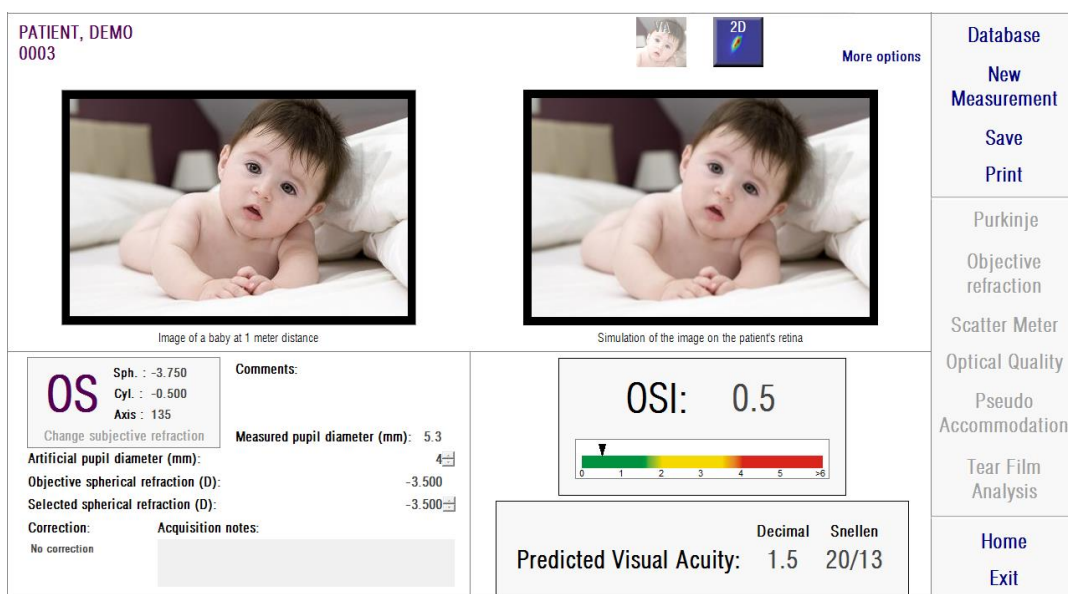 PATIENT, DEMO
0003
VA
2D
More options
Image of a baby at 1 meter distance
Simulation of the image on the patient's retina
OS
Sph. : -3.750
Cyl. : -0.500
Axis : 135
Change subjective refraction
Comments:
Measured pupil diameter (mm): 5.3
Artificial pupil diameter (mm): 4
Objective spherical refraction (D): -3.500
Selected spherical refraction (D): -3.500
Correction: Acquisition notes:
No correction
OSI: 0.5
0 1 2 3 4 5 >6
Decimal Snellen
Predicted Visual Acuity: 1.5 20/13
Database
New
Measurement
Save
Print
Purkinje
Objective
refraction
Scatter Meter
Optical Quality
Pseudo
Accommodation
Tear Film
Analysis
Home
Exit